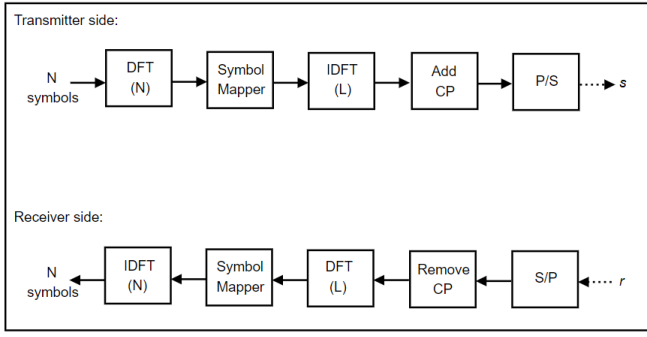 Transmitter side:
N
symbols
DFT
(N)
Symbol
Mapper
IDFT
(L)
Add
CP
P/S
s
Receiver side:
N
symbols
IDFT
(N)
Symbol
Mapper
DFT
(L)
Remove
CP
S/P
r